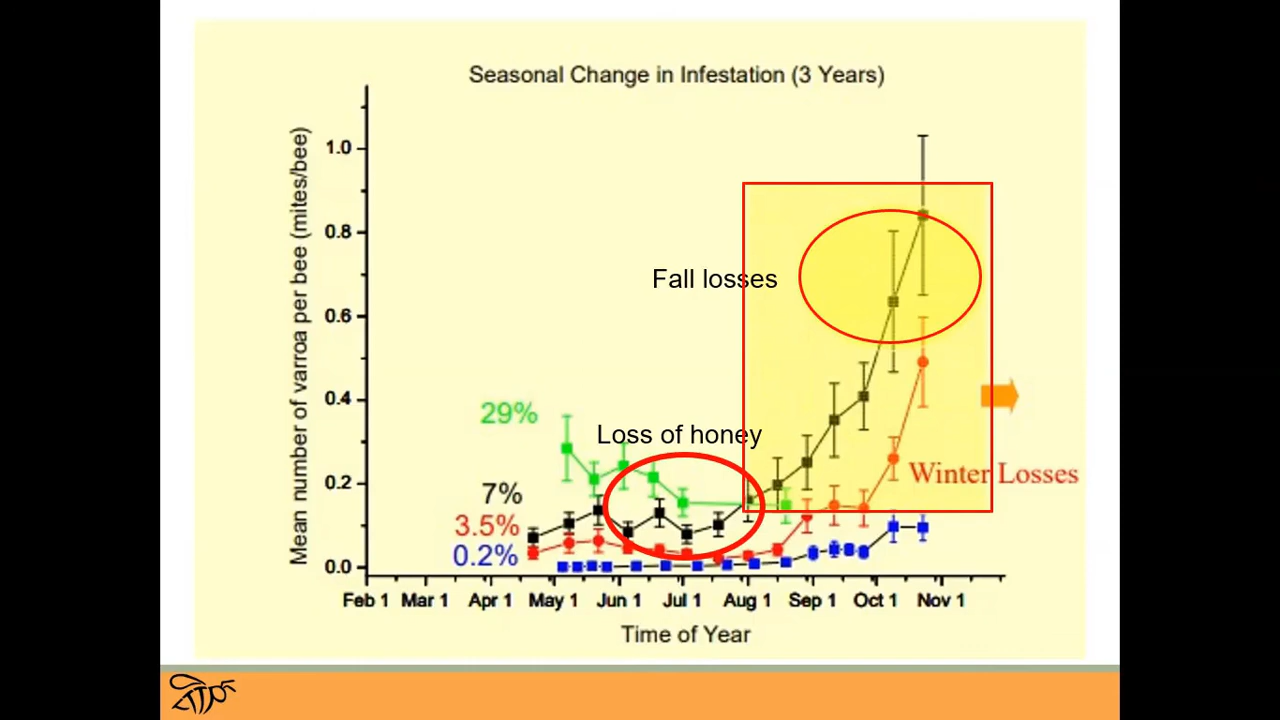 Seasonal Change in Infestation (3 Years)
Mean number of varroa per bee (mites/bee)
1.0
0.8
0.6
0.4
0.2
0.0
Fall losses
29%
Loss of honey
7%
3.5%
0.2%
Winter Losses
Feb 1 Mar 1 Apr 1 May 1 Jun 1 Jul 1 Aug 1 Sep 1 Oct 1 Nov 1
Time of Year